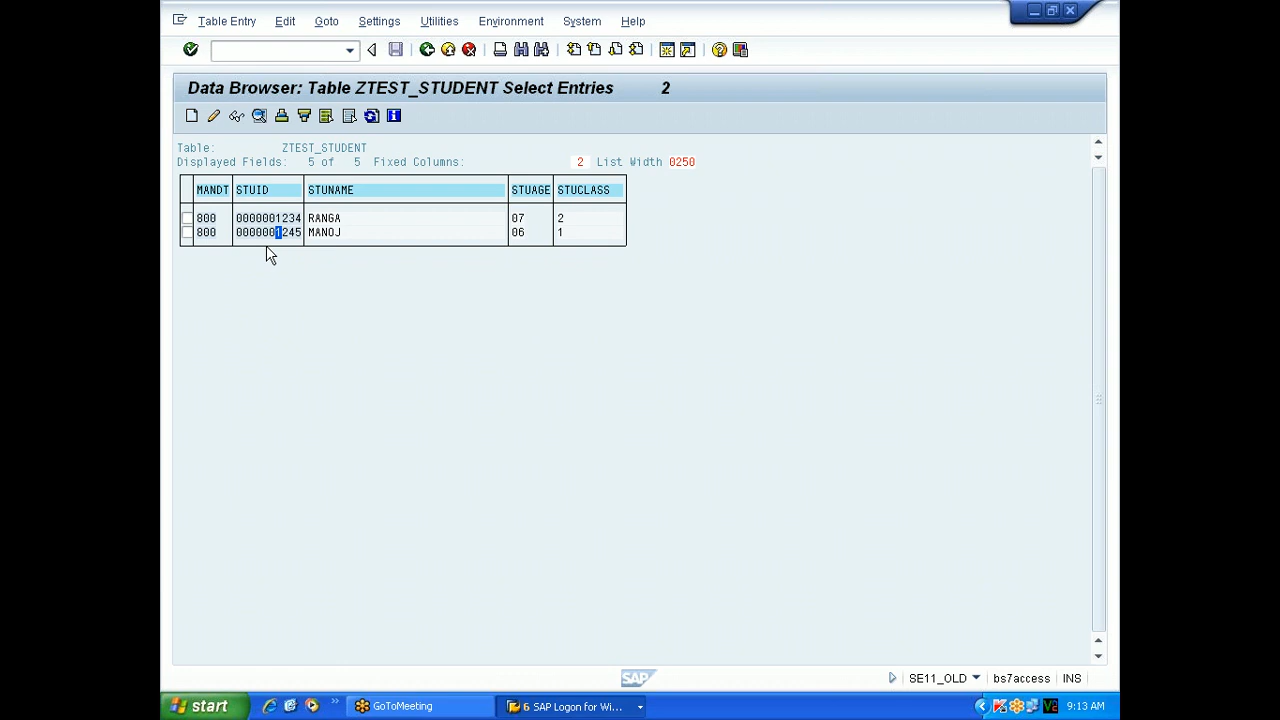 Table Entry Edit Goto Settings Utilities Environment System Help
Data Browser: Table ZTEST_STUDENT Select Entries 2
Table: ZTEST_STUDENT
Displayed Fields: 5 of 5 Fixed Columns: 2 List Width 0250
MANDT STUID STUNAME STUAGE STUCLASS
800 0000001234 RANGA 07 2
800 0000001245 MANOJ 06 1
SAP SE11_OLD bs7access INS
start GoToMeeting 6 SAP Logon for Wi... 9:13 AM